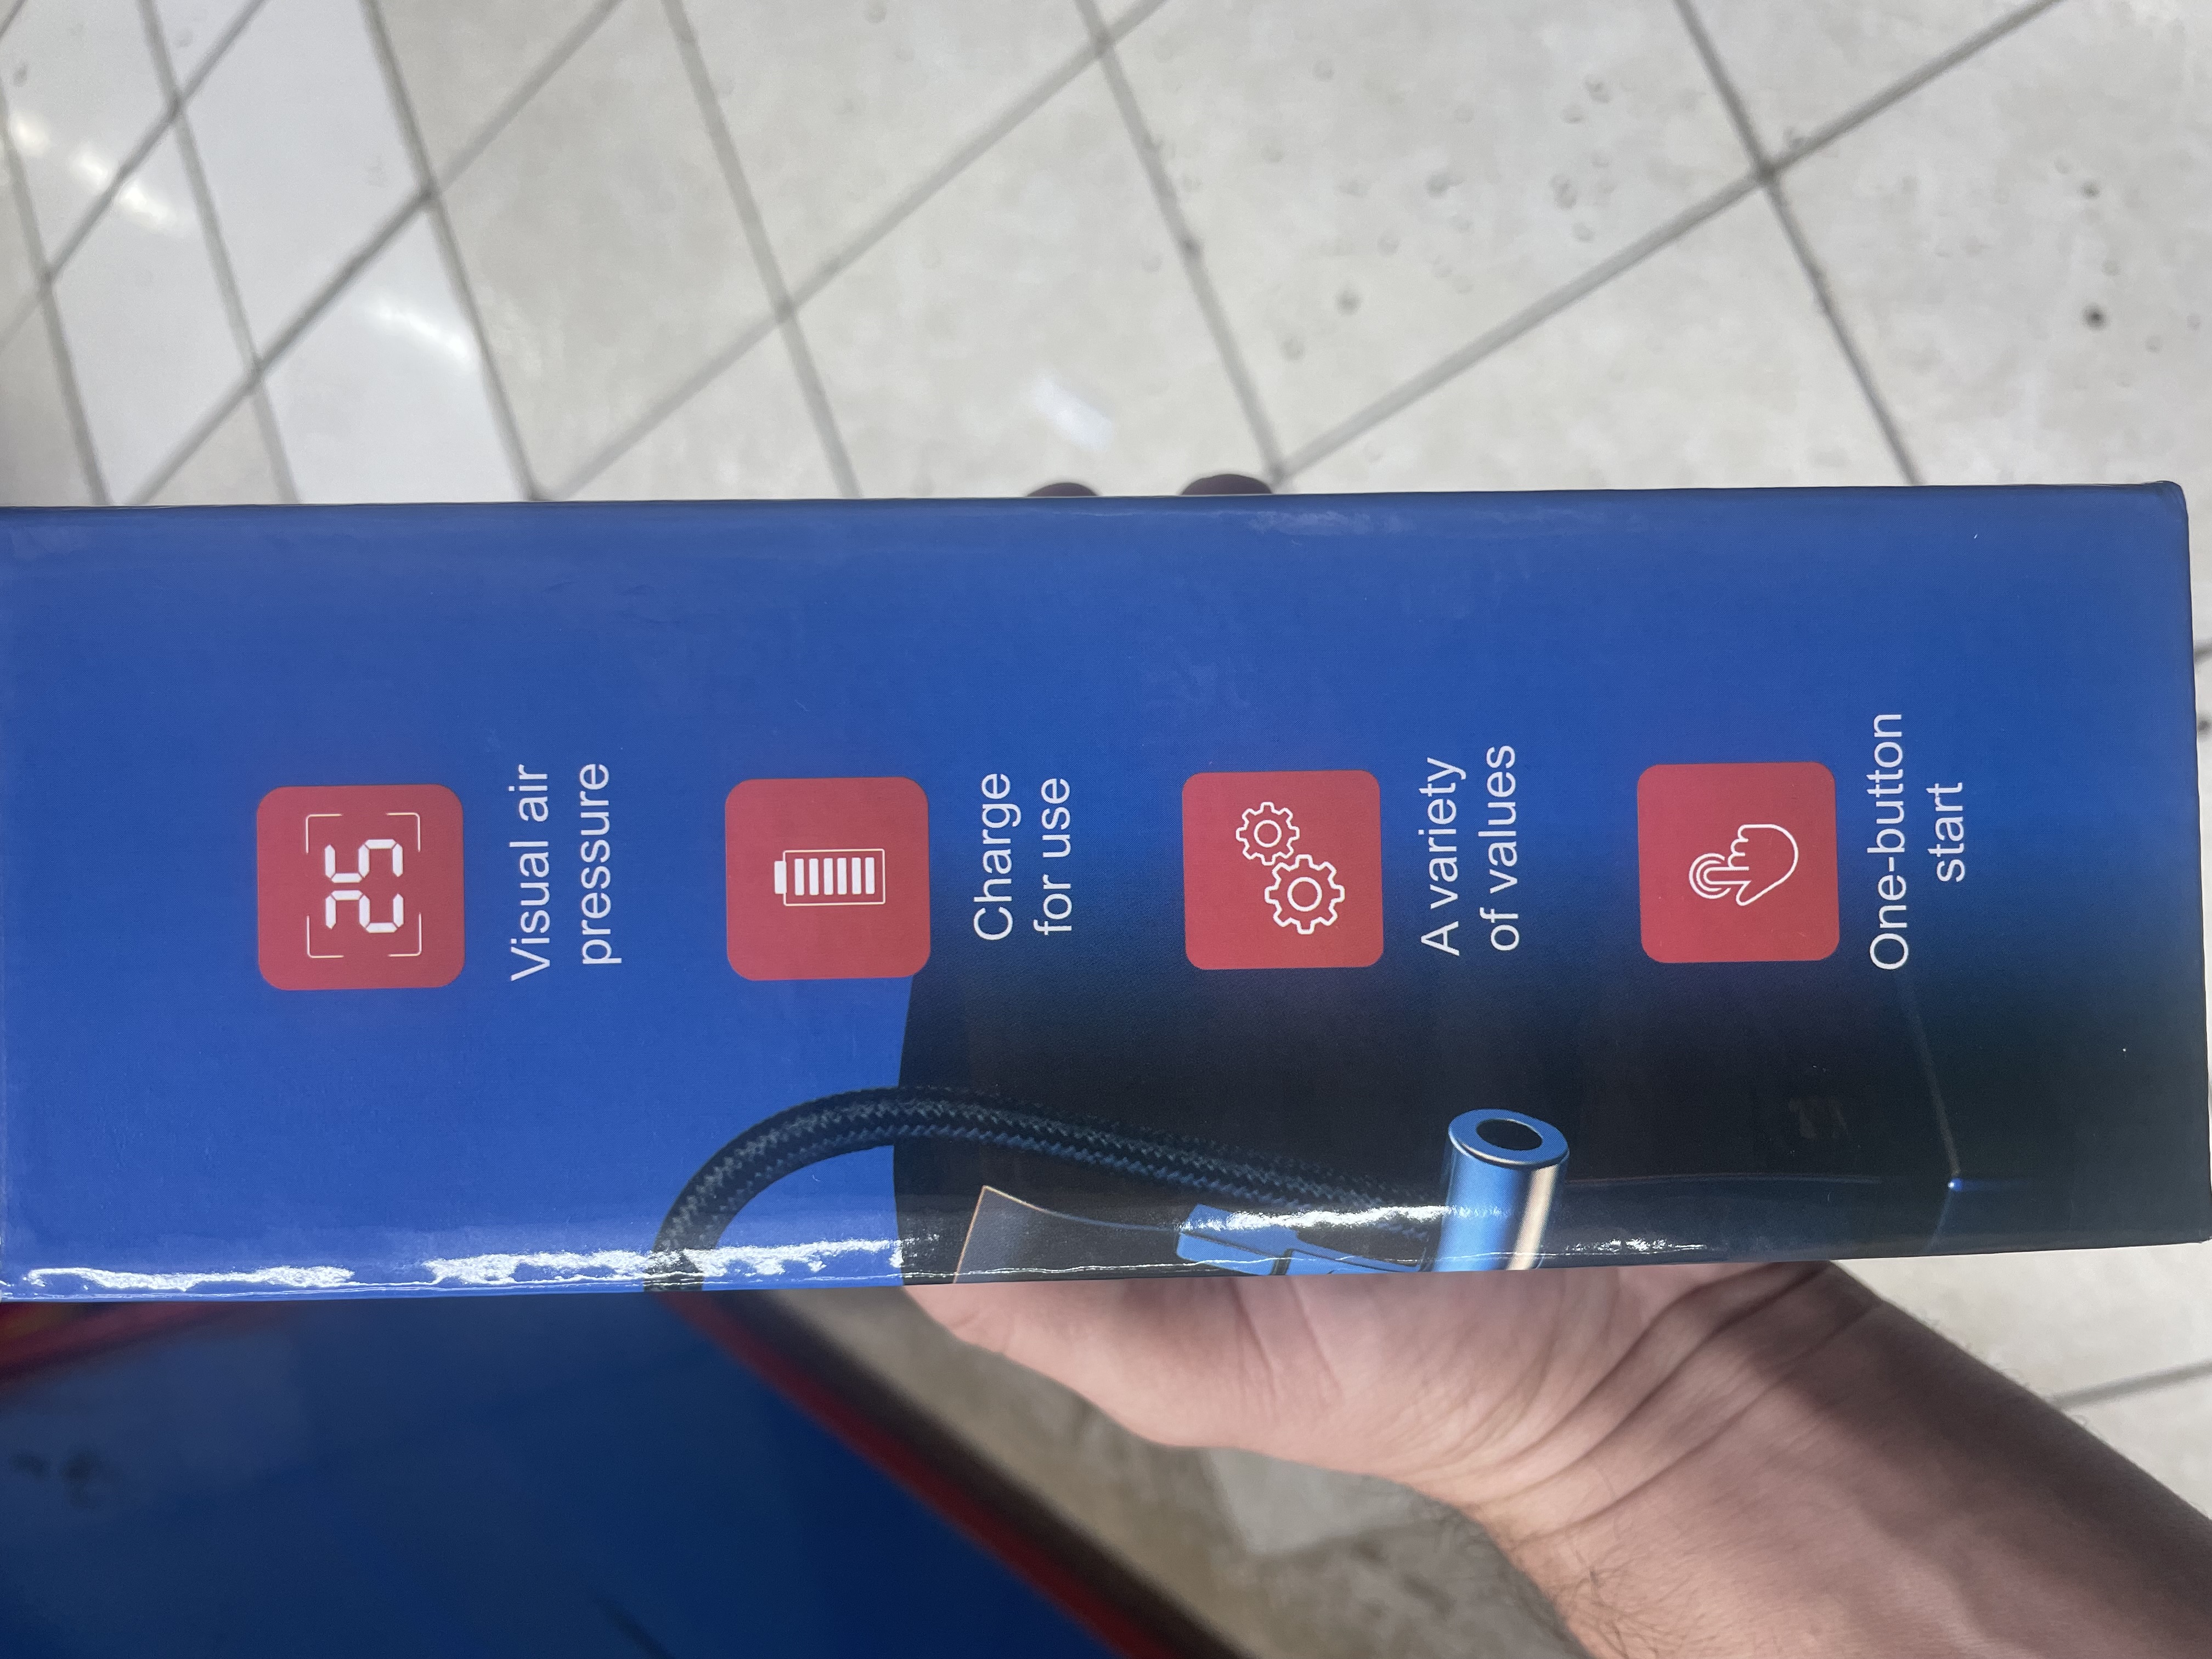 25
Visual air
pressure
Charge
for use
A variety
of values
One-button
start